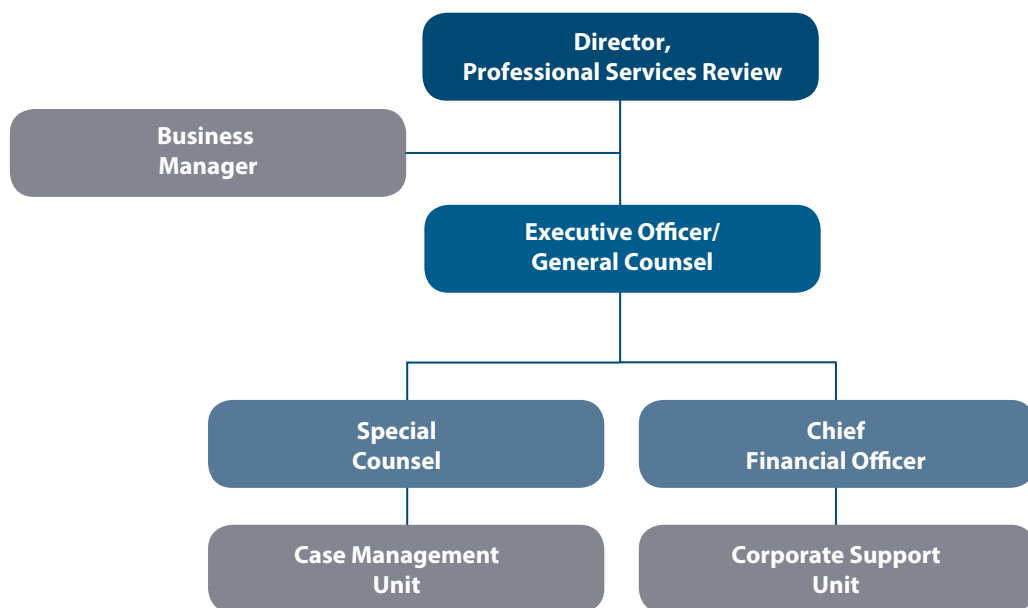 Director,
Professional Services Review
Business
Manager
Executive Officer/
General Counsel
Special
Counsel
Chief
Financial Officer
Case Management
Unit
Corporate Support
Unit